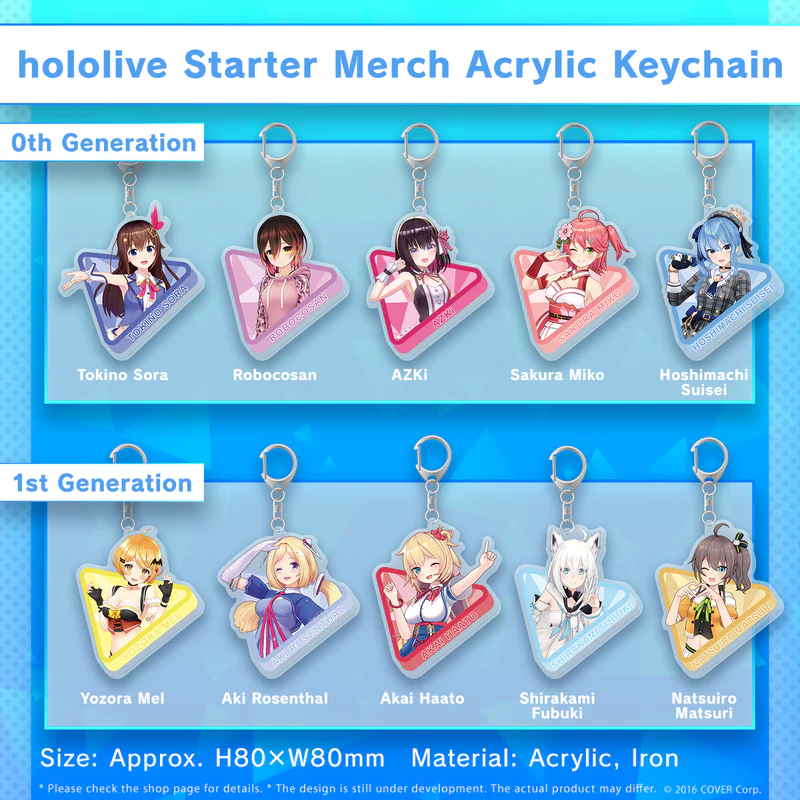 hololive Starter Merch Acrylic Keychain
0th Generation
TOKINO SORA
ROBOCOSAN
AZKi
SAKURA MIKO
HOSHIMACHI SUISEI
Tokino Sora
Robocosan
AZKi
Sakura Miko
Hoshimachi
Suisei
1st Generation
YOZORA MEL
AKI ROSENTHAL
AKAI HAATO
SHIRAKAMI FUBUKI
NATSUIRO MATSURI
Yozora Mel
Aki Rosenthal
Akai Haato
Shirakami
Fubuki
Natsuiro
Matsuri
Size: Approx. H80×W80mm Material: Acrylic, Iron
* Please check the shop page for details. * The design is still under development. The actual product may differ. © 2016 COVER Corp.